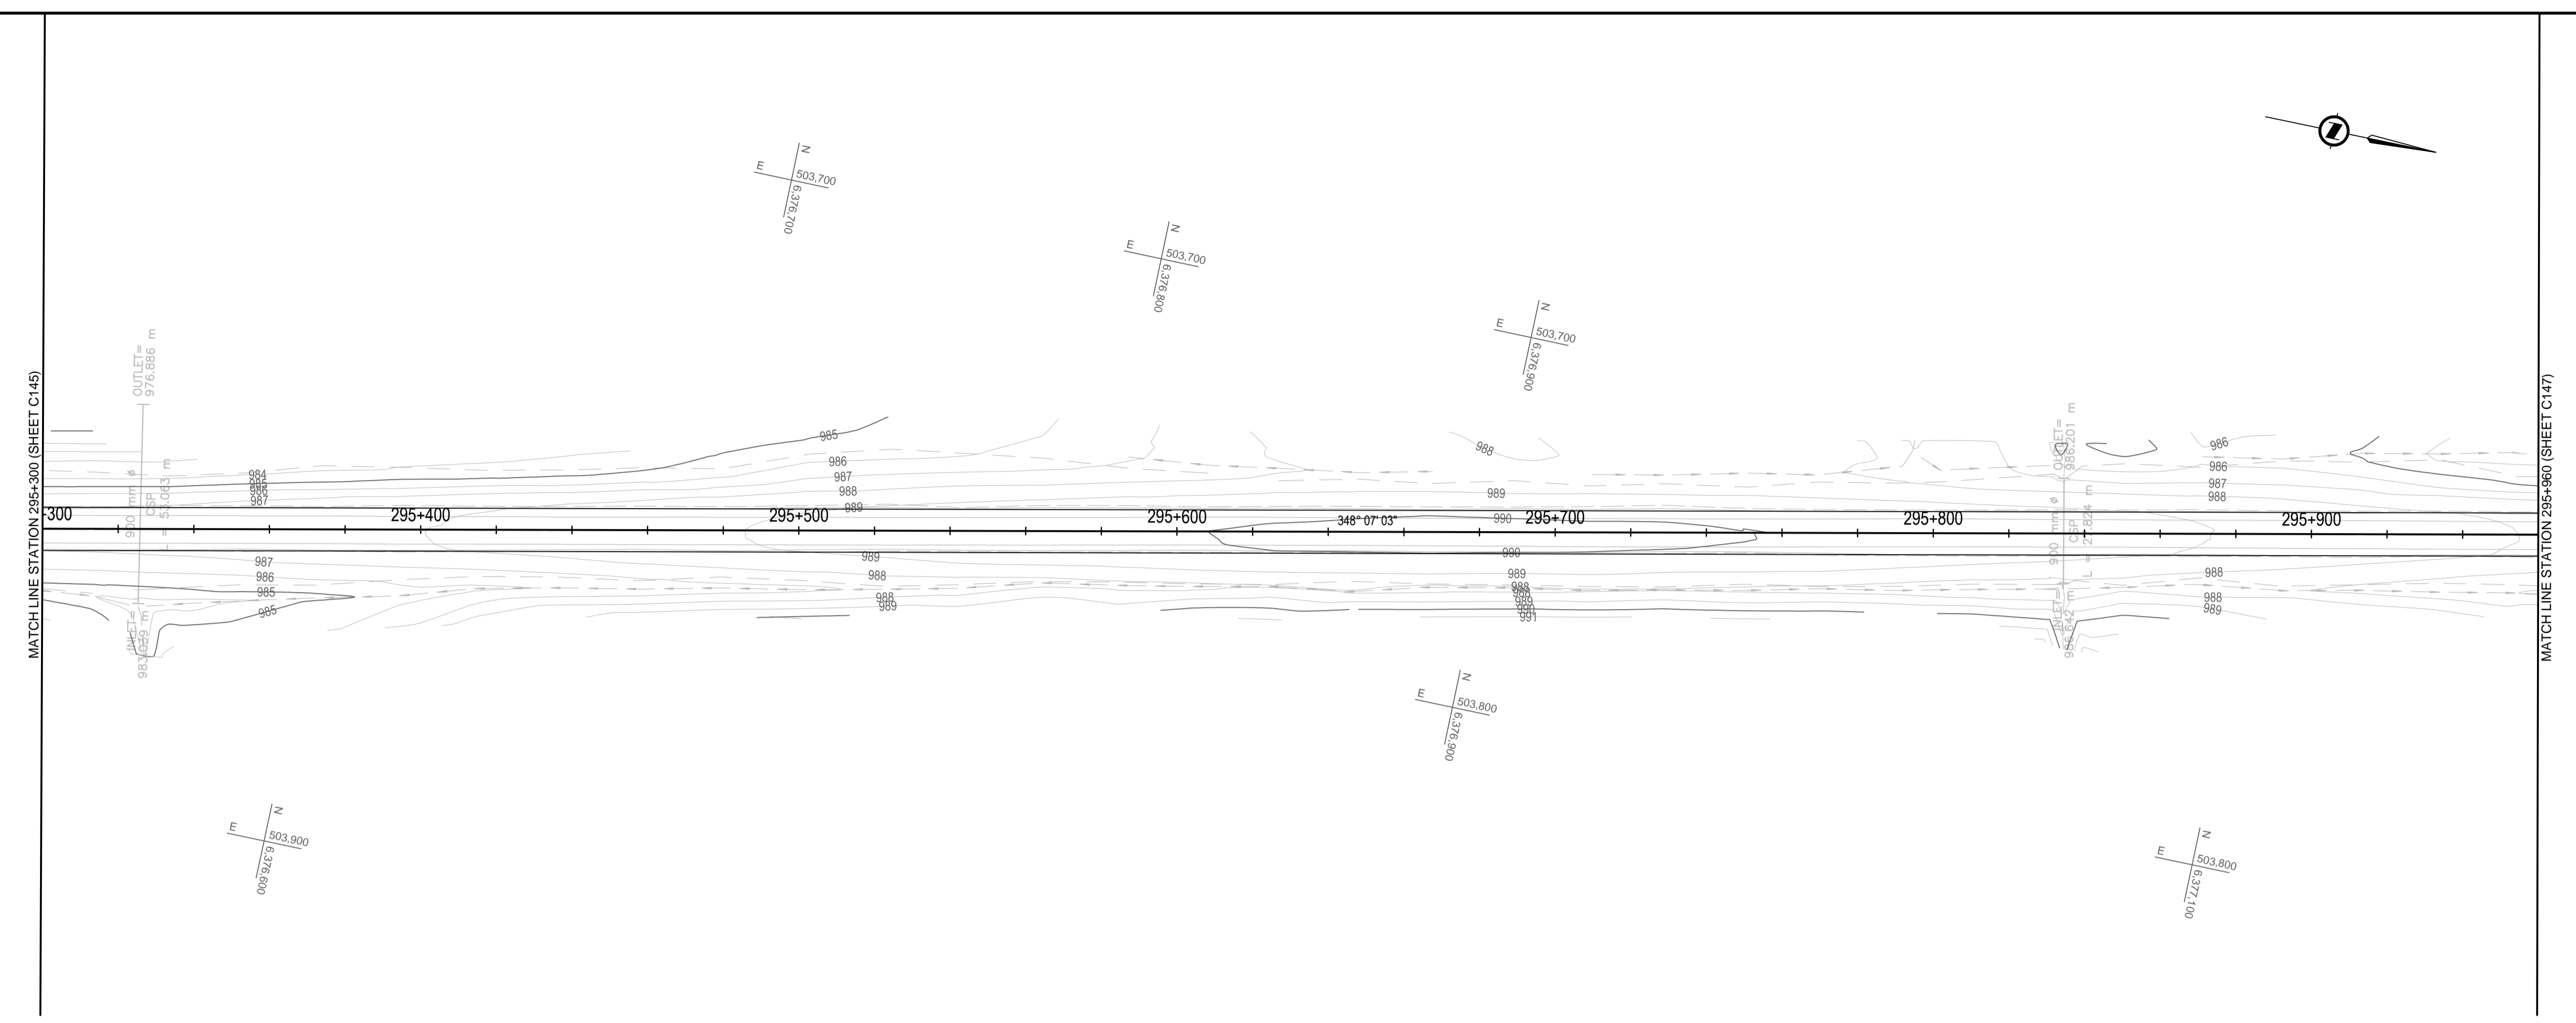 MATCH LINE STATION 295+300 (SHEET C145)
MATCH LINE STATION 295+960 (SHEET C147)
E
N
503,700
6,376,700
E
N
503,700
6,376,800
E
N
503,700
6,376,900
OUTLET=
976.886 m
900 mm ø
CSP
INLET=
OUTLET=
986.201 m
900 mm ø
CSP
INLET=
984
986
987
985
986
987
988
989
988
989
990
986
986
987
988
-300
295+400
295+500
295+600
348° 07' 03"
295+700
295+800
295+900
987
986
985
985
989
988
988
989
990
989
988
989
990
991
988
988
989
E
N
503,800
6,376,900
E
N
503,900
6,376,600
E
N
503,800
6,377,100